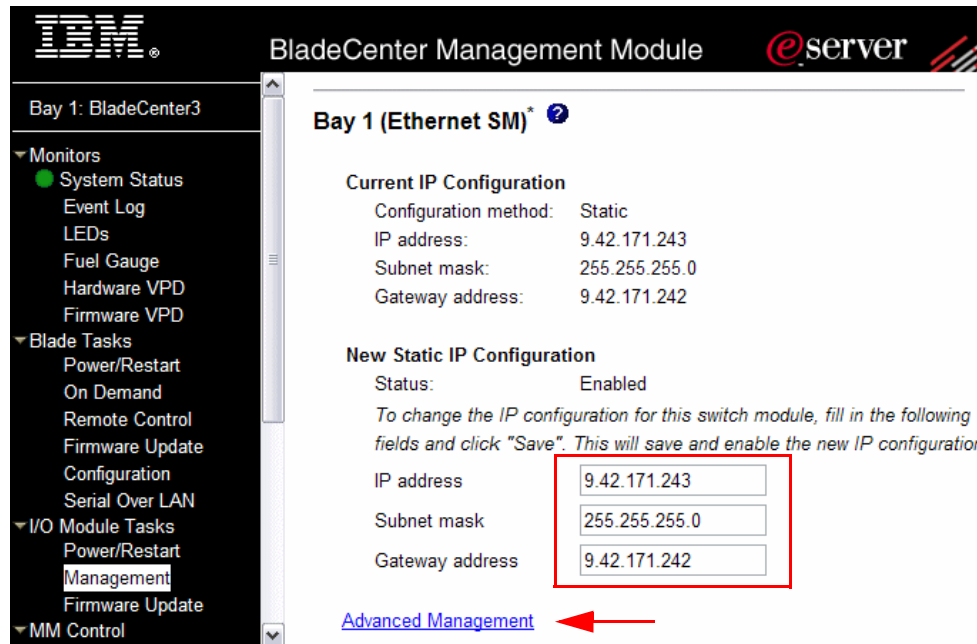 IBM®
BladeCenter Management Module
e server
Bay 1: BladeCenter3
Monitors
System Status
Event Log
LEDs
Fuel Gauge
Hardware VPD
Firmware VPD
Blade Tasks
Power/Restart
On Demand
Remote Control
Firmware Update
Configuration
Serial Over LAN
I/O Module Tasks
Power/Restart
Management
Firmware Update
MM Control
Bay 1 (Ethernet SM)* ?
Current IP Configuration
Configuration method: Static
IP address: 9.42.171.243
Subnet mask: 255.255.255.0
Gateway address: 9.42.171.242
New Static IP Configuration
Status: Enabled
To change the IP configuration for this switch module, fill in the following
fields and click "Save". This will save and enable the new IP configuration
IP address 9.42.171.243
Subnet mask 255.255.255.0
Gateway address 9.42.171.242
Advanced Management